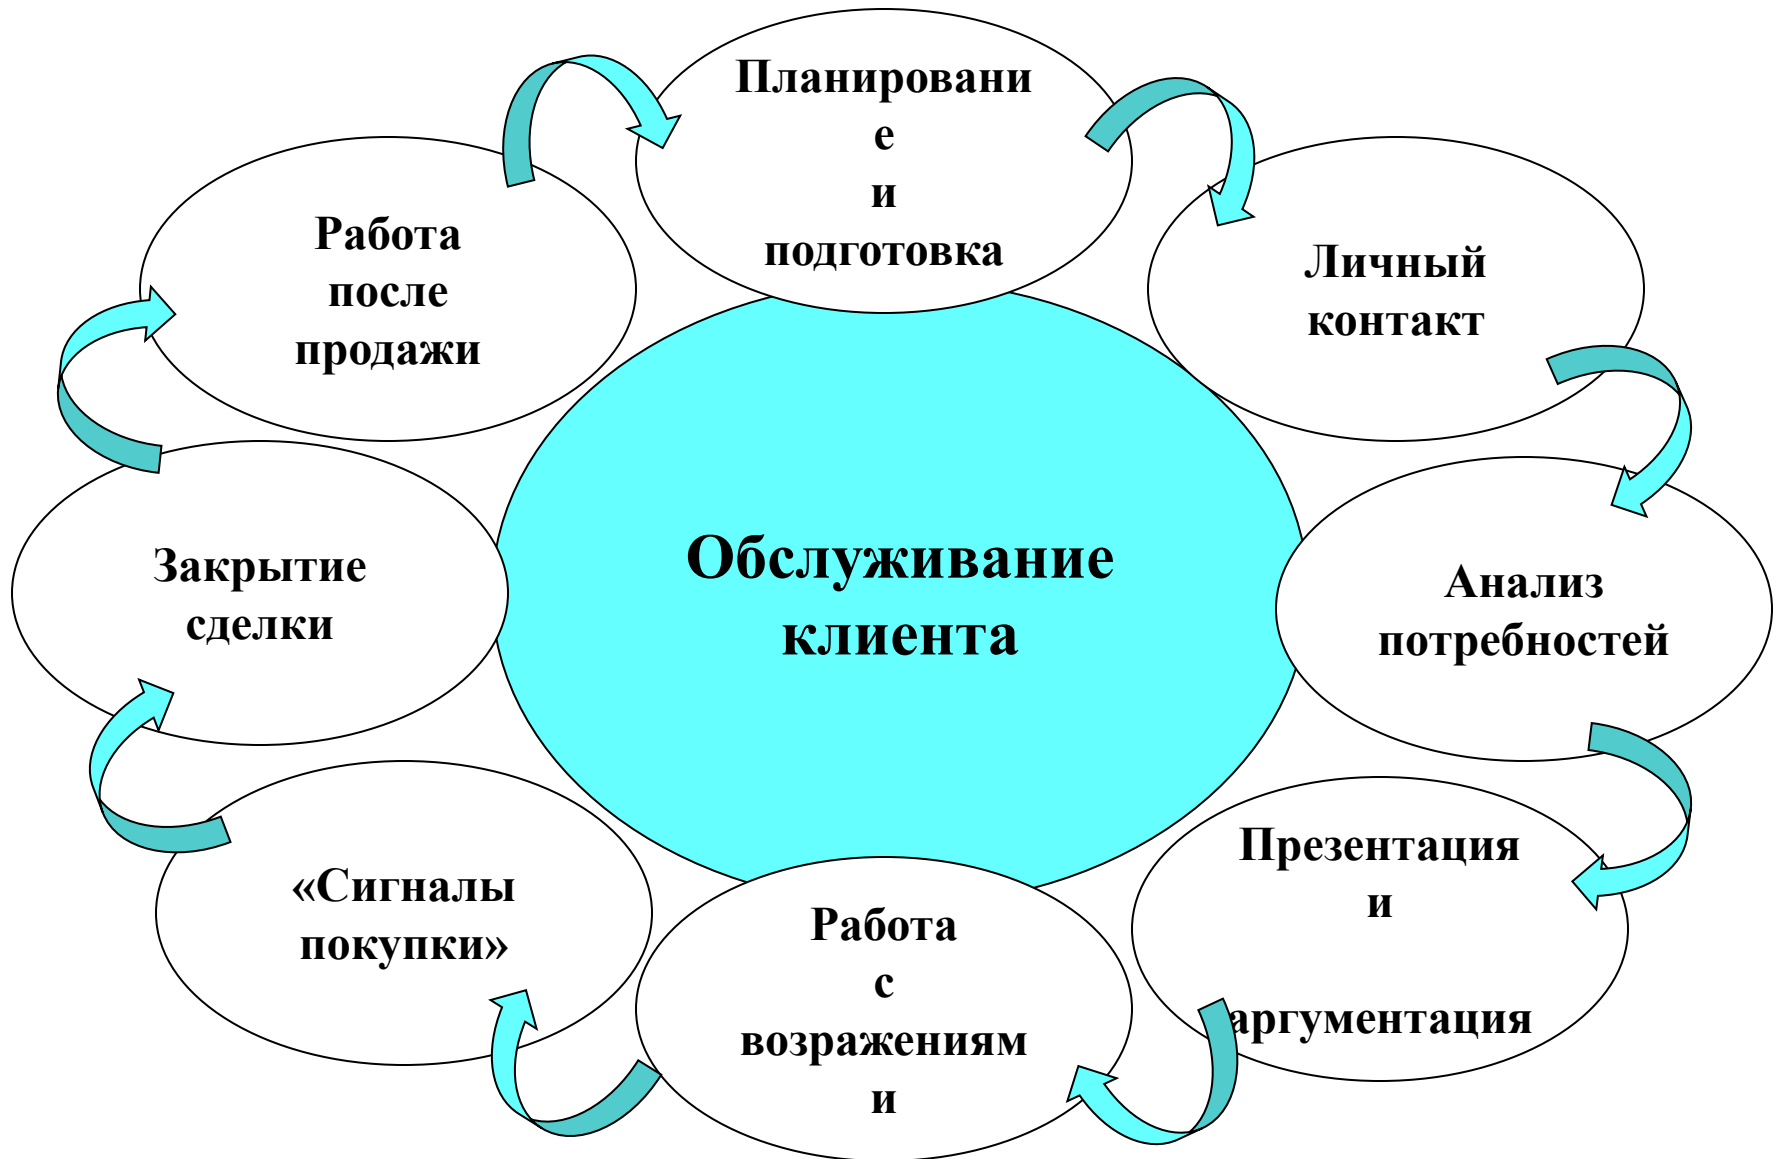 Планировани
е
и
подготовка
Личный
контакт
Анализ
потребностей
Презентация
и
аргументация
Работа
с
возражениям
и
«Сигналы
покупки»
Закрытие
сделки
Работа
после
продажи
Обслуживание
клиента